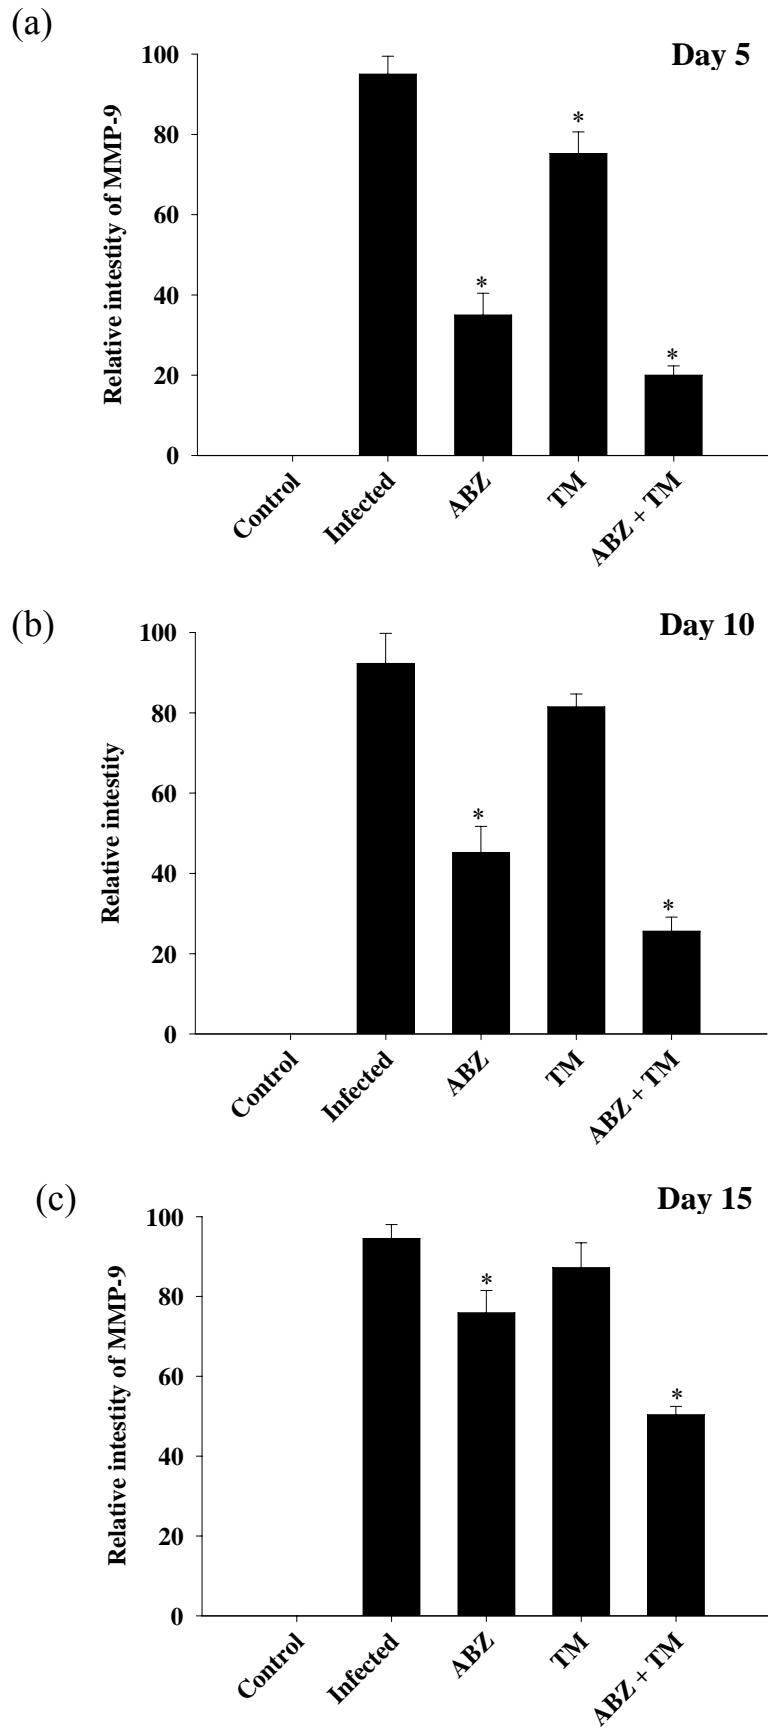 (a)
Day 5
Relative intestity of MMP-9
100
80
60
40
20
0
*
*
*
Control
Infected
ABZ
TM
ABZ + TM
(b)
Day 10
Relative intestity
100
80
60
40
20
0
*
*
Control
Infected
ABZ
TM
ABZ + TM
(c)
Day 15
Relative intestity of MMP-9
100
80
60
40
20
0
*
*
Control
Infected
ABZ
TM
ABZ + TM